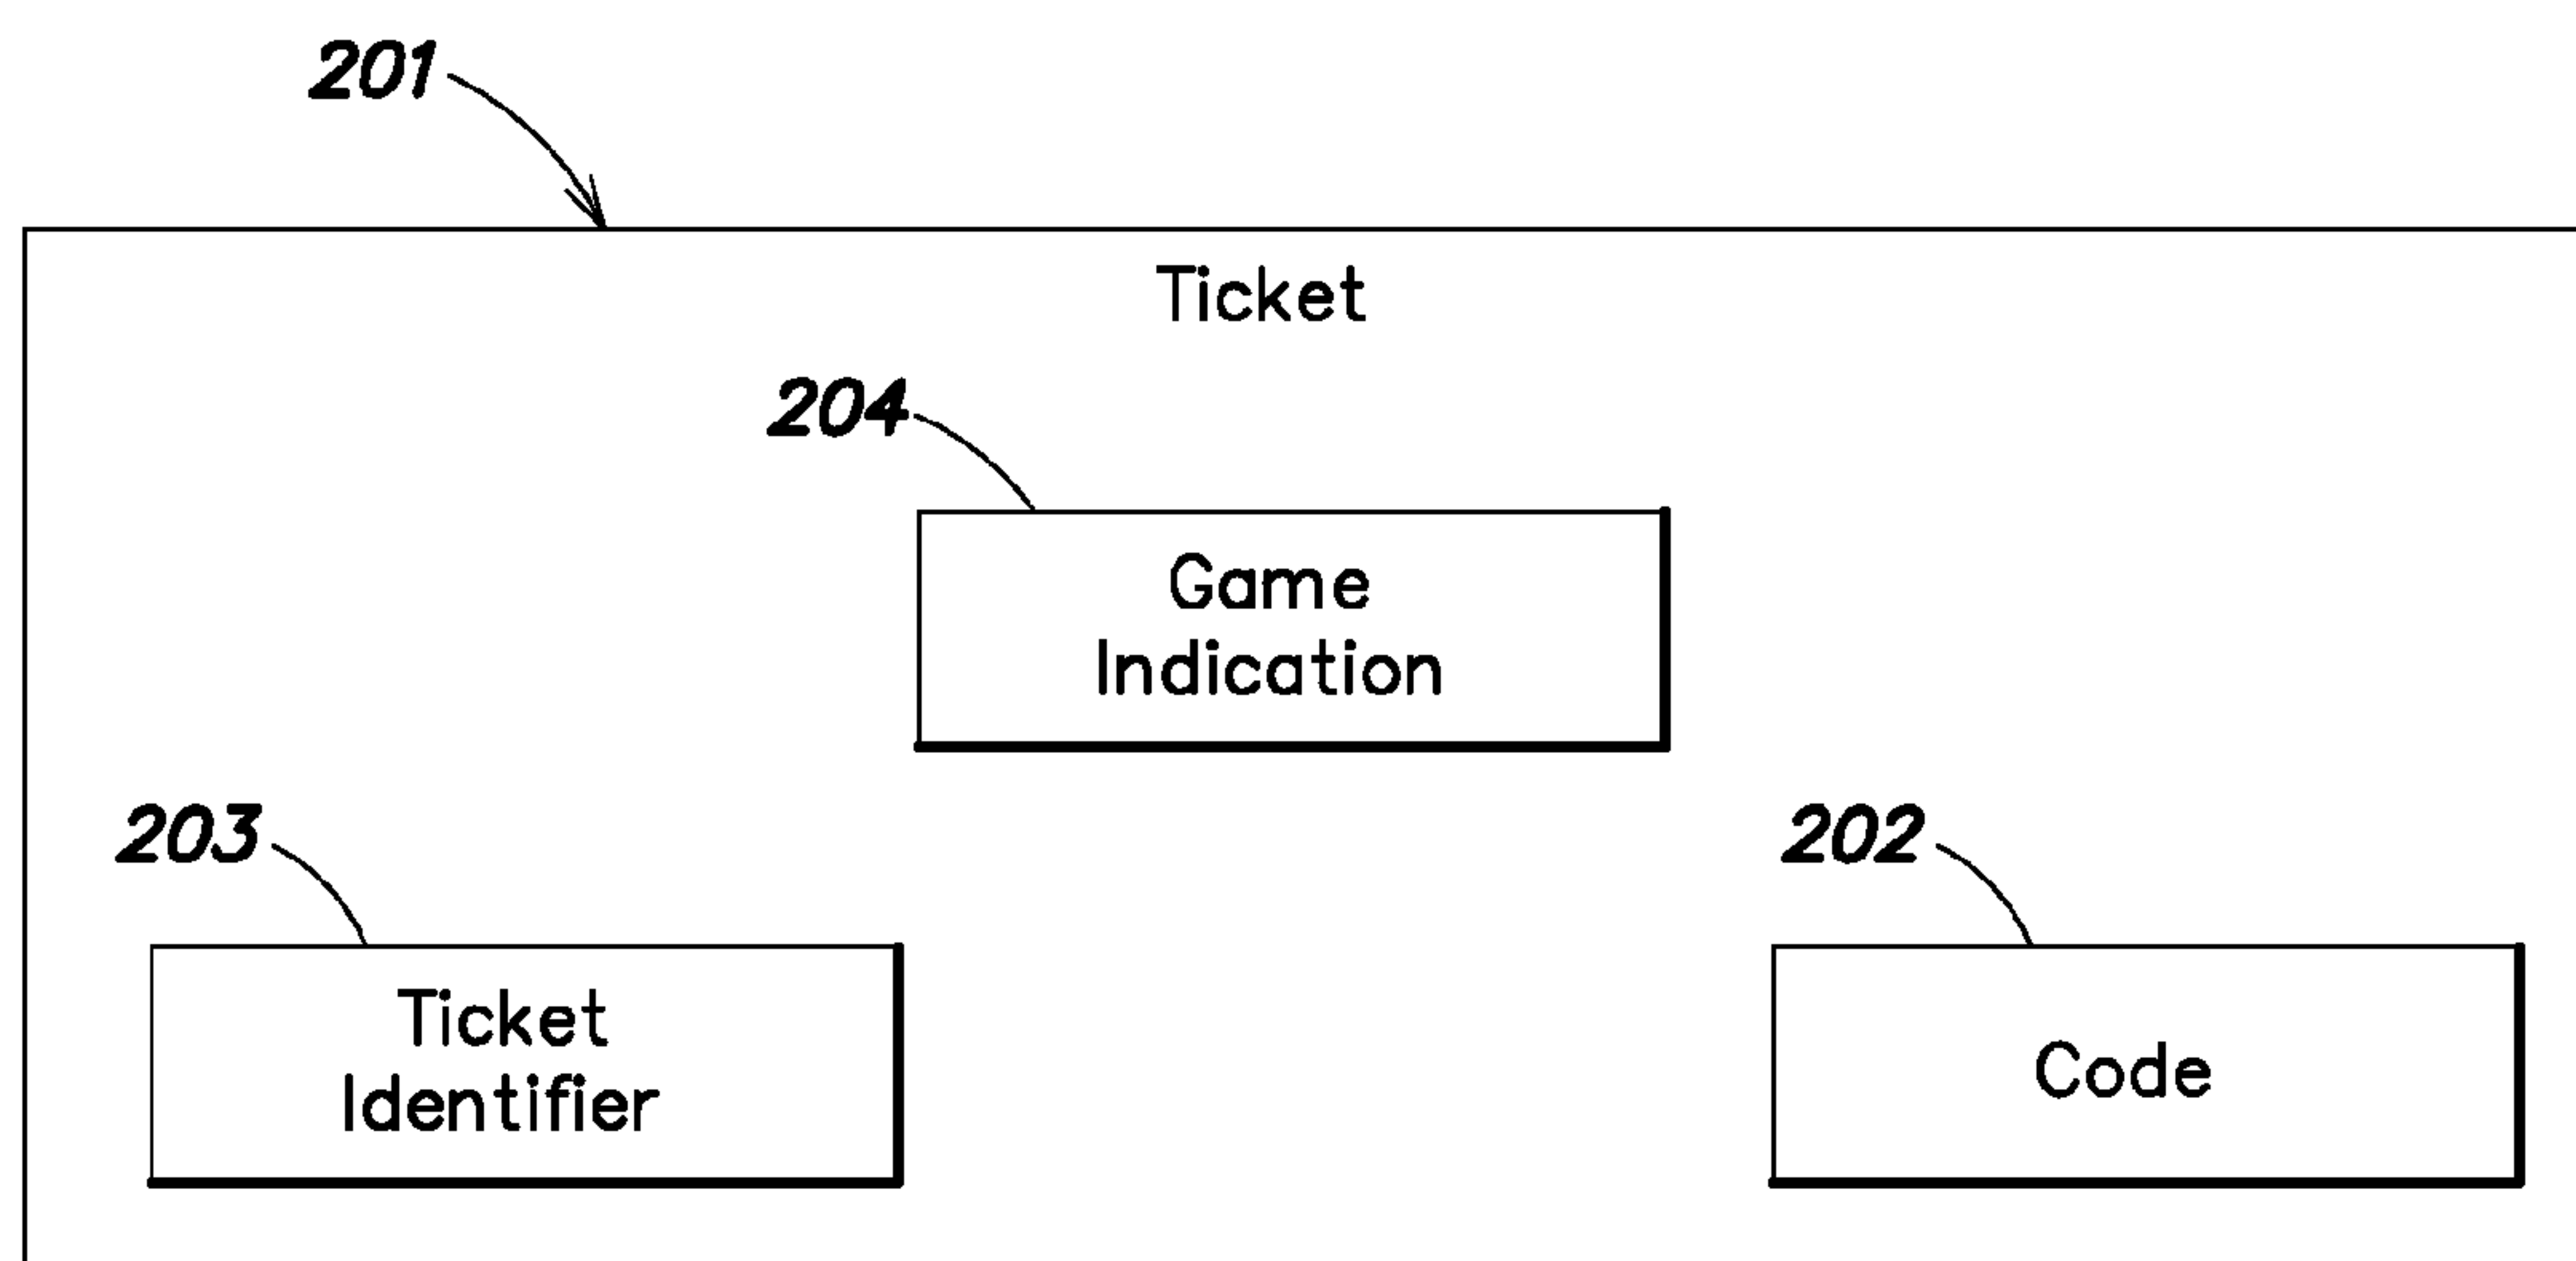 201
Ticket
204
Game
Indication
203
202
Ticket
Identifier
Code